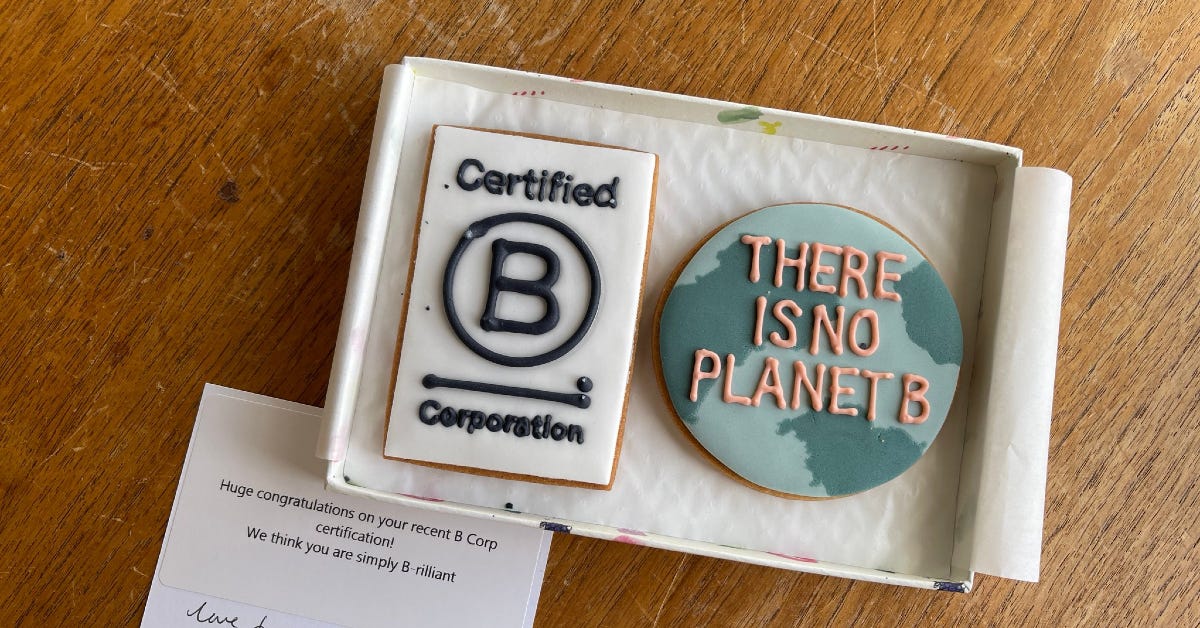 Certified
B
Corporation
THERE
IS NO
PLANET B
Huge congratulations on your recent B Corp
certification!
We think you are simply B-rilliant
love